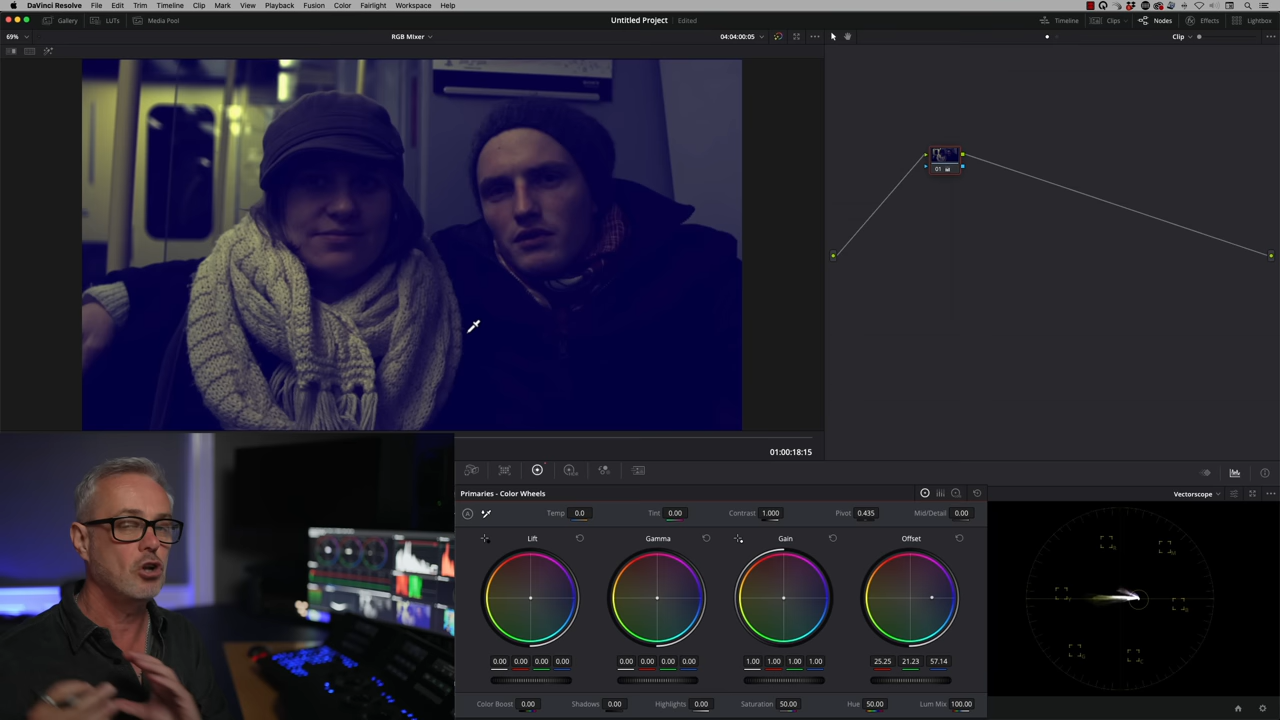 DaVinci Resolve File Edit Trim Timeline Clip Mark View Playback Fusion Color Fairlight Workspace Help
Gallery LUTs Media Pool Untitled Project Edited Timeline Clips Nodes Effects Lightbox
69% RGB MIxer 04:04:00:05 Clip
SONY
01
01:00:18:15
Primaries - Color Wheels Vectorscope
Temp 0.0 Tint 0.00 Contrast 1.000 Pivot 0.435 Mid/Detail 0.00
Lift Gamma Gain Offset
0.00 0.00 0.00 0.00 0.00 0.00 0.00 0.00 1.00 1.00 1.00 1.00 25.25 21.23 57.14
Color Boost 0.00 Shadows 0.00 Highlights 0.00 Saturation 50.00 Hue 50.00 Lum Mix 100.00